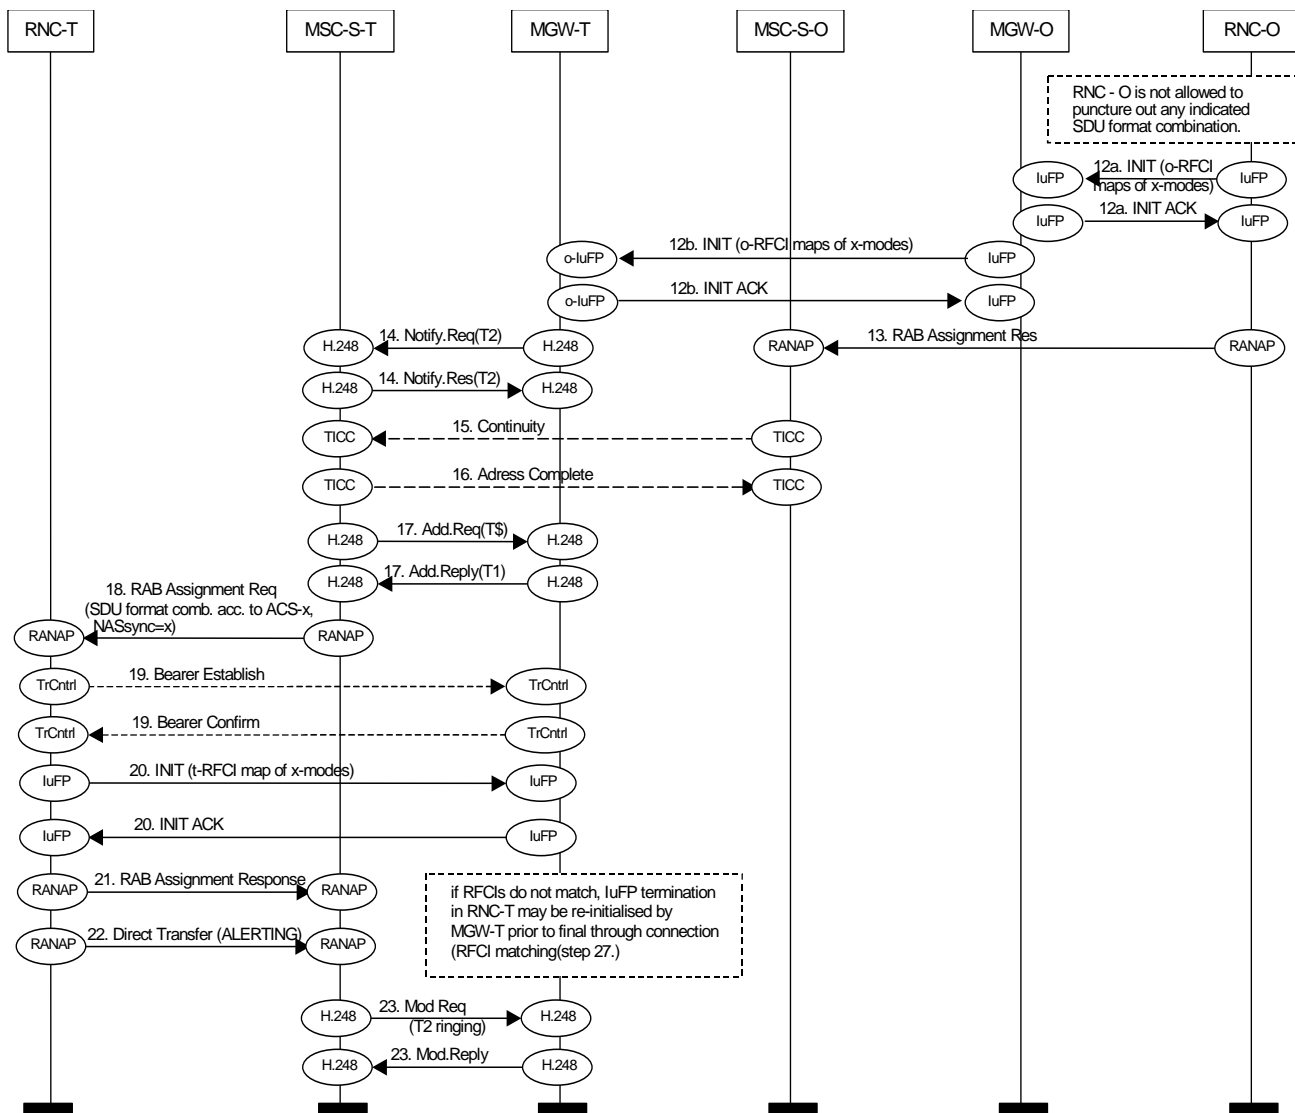 RNC-T
MSC-S-T
MGW-T
MSC-S-O
MGW-O
RNC-O
RNC - O is not allowed to
puncture out any indicated
SDU format combination.
IuFP
12a. INIT (o-RFCI
maps of x-modes)
IuFP
IuFP
12a. INIT ACK
IuFP
o-IuFP
12b. INIT (o-RFCI maps of x-modes)
IuFP
o-IuFP
12b. INIT ACK
IuFP
H.248
14. Notify.Req(T2)
H.248
RANAP
13. RAB Assignment Res
RANAP
H.248
14. Notify.Res(T2)
H.248
TICC
15. Continuity
TICC
TICC
16. Adress Complete
TICC
H.248
17. Add.Req(T$)
H.248
H.248
17. Add.Reply(T1)
H.248
18. RAB Assignment Req
(SDU format comb. acc. to ACS-x,
NASsync=x)
RANAP
RANAP
TrCntrl
19. Bearer Establish
TrCntrl
TrCntrl
19. Bearer Confirm
TrCntrl
IuFP
20. INIT (t-RFCI map of x-modes)
IuFP
IuFP
20. INIT ACK
IuFP
RANAP
21. RAB Assignment Response
RANAP
if RFCIs do not match, IuFP termination
in RNC-T may be re-initialised by
MGW-T prior to final through connection
(RFCI matching(step 27.)
RANAP
22. Direct Transfer (ALERTING)
RANAP
H.248
23. Mod Req
(T2 ringing)
H.248
H.248
23. Mod.Reply
H.248